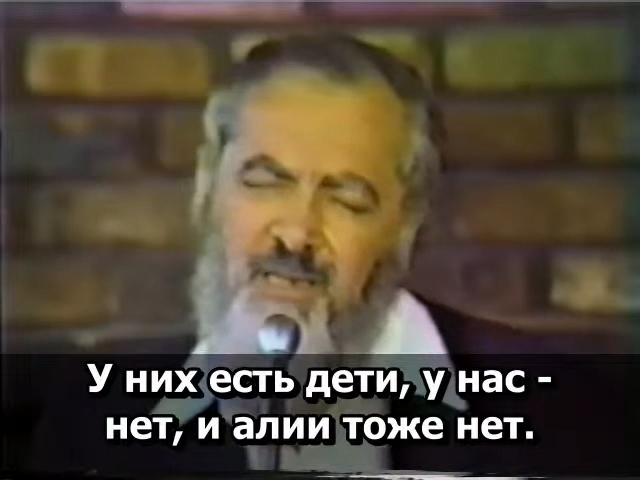 У них есть дети, у нас -
нет, и алии тоже нет.